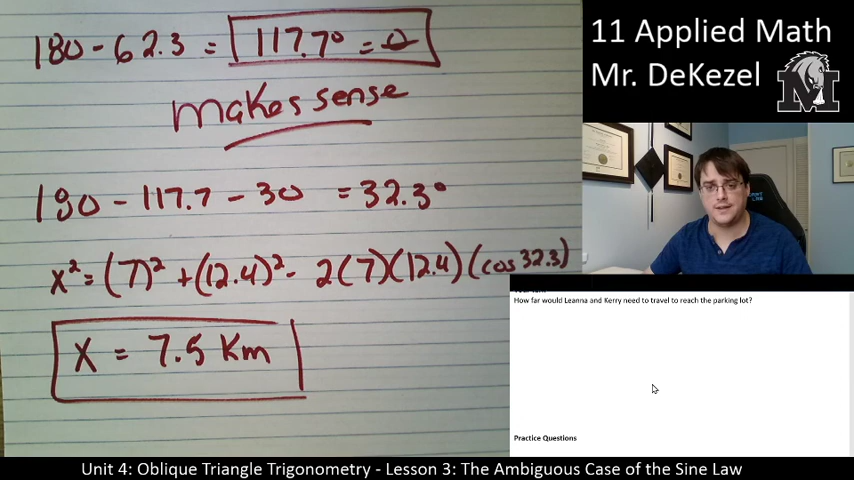 180 - 62.3 = 117.7° = θ
makes sense
180 - 117.7 - 30 = 32.3°
x² = (7)² + (12.4)² - 2(7)(12.4)(cos 32.3)
x = 7.5 Km
11 Applied Math
Mr. DeKezel
M
How far would Leanna and Kerry need to travel to reach the parking lot?
Practice Questions
Unit 4: Oblique Triangle Trigonometry - Lesson 3: The Ambiguous Case of the Sine Law